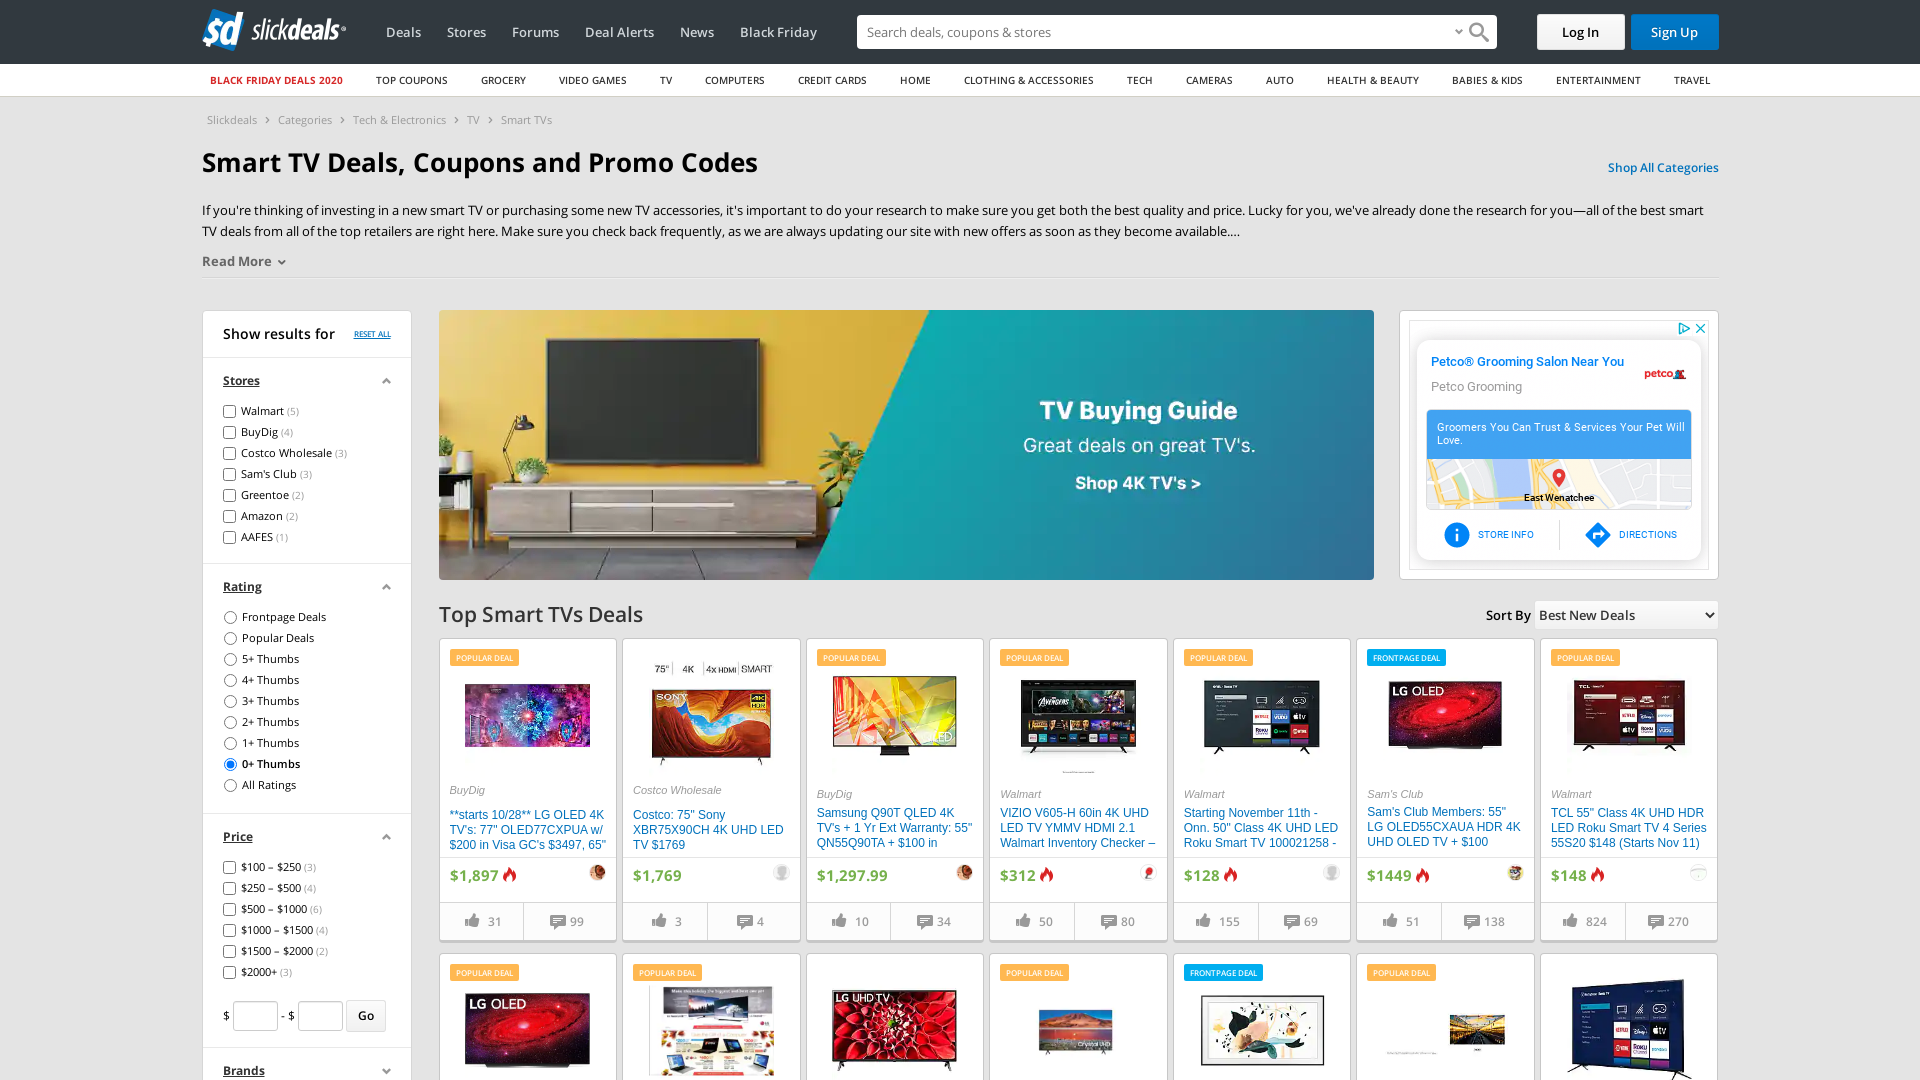 slickdeals
Deals
Stores
Forums
Deal Alerts
News
Black Friday
Search deals, coupons & stores
Log In
Sign Up
BLACK FRIDAY DEALS 2020
TOP COUPONS
GROCERY
VIDEO GAMES
TV
COMPUTERS
CREDIT CARDS
HOME
CLOTHING & ACCESSORIES
TECH
CAMERAS
AUTO
HEALTH & BEAUTY
BABIES & KIDS
ENTERTAINMENT
TRAVEL
Slickdeals > Categories > Tech & Electronics > TV > Smart TVs
Smart TV Deals, Coupons and Promo Codes
Shop All Categories
If you're thinking of investing in a new smart TV or purchasing some new TV accessories, it's important to do your research to make sure you get both the best quality and price. Lucky for you, we've already done the research for you—all of the best smart
TV deals from all of the top retailers are right here. Make sure you check back frequently, as we are always updating our site with new offers as soon as they become available.…
Read More
Show results for
RESET ALL
Stores
Walmart (5)
BuyDig (4)
Costco Wholesale (3)
Sam's Club (3)
Greentoe (2)
Amazon (2)
AAFES (1)
Rating
Frontpage Deals
Popular Deals
5+ Thumbs
4+ Thumbs
3+ Thumbs
2+ Thumbs
1+ Thumbs
0+ Thumbs
All Ratings
Price
$100 – $250 (3)
$250 – $500 (4)
$500 – $1000 (6)
$1000 – $1500 (4)
$1500 – $2000 (2)
$2000+ (3)
$ - $ Go
Brands
TV Buying Guide
Great deals on great TV's.
Shop 4K TV's >
Petco® Grooming Salon Near You
Petco Grooming
petco
Groomers You Can Trust & Services Your Pet Will
Love.
East Wenatchee
STORE INFO
DIRECTIONS
Top Smart TVs Deals
Sort By Best New Deals
POPULAR DEAL
BuyDig
**starts 10/28** LG OLED 4K
TV's: 77" OLED77CXPUA w/
$200 in Visa GC's $3497, 65"
$1,897
31
99
75" 4K 4X HDMI SMART
SONY
4K
HDR
Costco Wholesale
Costco: 75" Sony
XBR75X90CH 4K UHD LED
TV $1769
$1,769
3
4
POPULAR DEAL
QLED
BuyDig
Samsung Q90T QLED 4K
TV's + 1 Yr Ext Warranty: 55"
QN55Q90TA + $100 in
$1,297.99
10
34
POPULAR DEAL
AVENGERS
Walmart
VIZIO V605-H 60in 4K UHD
LED TV YMMV HDMI 2.1
Walmart Inventory Checker –
$312
50
80
POPULAR DEAL
Walmart
Starting November 11th -
Onn. 50" Class 4K UHD LED
Roku Smart TV 100021258 -
$128
155
69
FRONTPAGE DEAL
LG OLED
Sam's Club
Sam's Club Members: 55"
LG OLED55CXAUA HDR 4K
UHD OLED TV + $100
$1449
51
138
POPULAR DEAL
TCL
Walmart
TCL 55" Class 4K UHD HDR
LED Roku Smart TV 4 Series
55S20 $148 (Starts Nov 11)
$148
824
270
POPULAR DEAL
LG OLED
POPULAR DEAL
LG UHD TV
POPULAR DEAL
Crystal UHD
FRONTPAGE DEAL
POPULAR DEAL